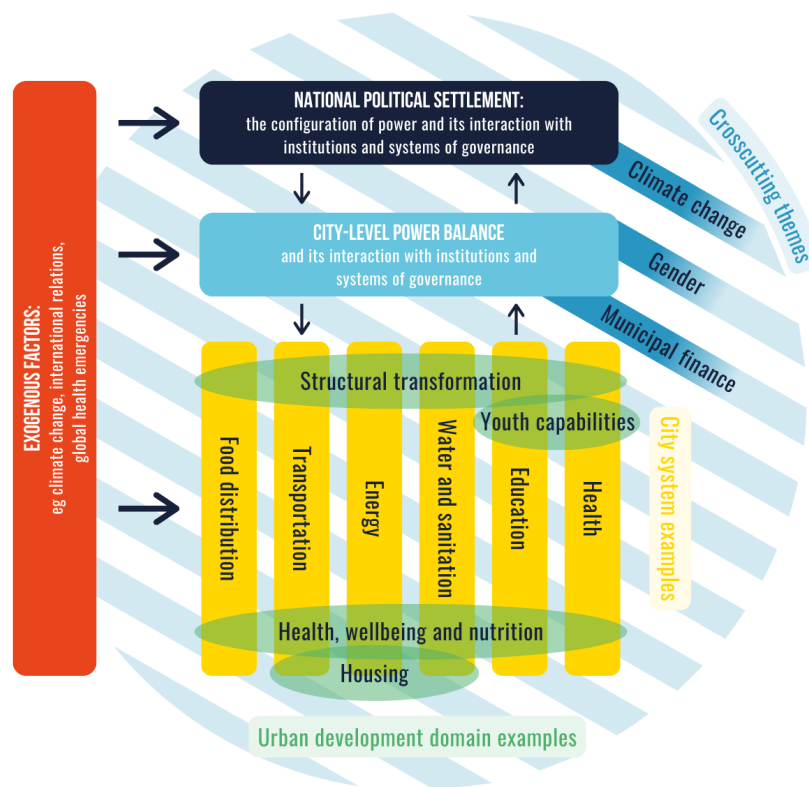 EXOGENOUS FACTORS:
eg climate change, international relations,
global health emergencies
NATIONAL POLITICAL SETTLEMENT:
the configuration of power and its interaction with
institutions and systems of governance
CITY-LEVEL POWER BALANCE
and its interaction with institutions and
systems of governance
Crosscutting themes
Climate change
Gender
Municipal finance
Structural transformation
Youth capabilities
Food distribution
Transportation
Energy
Water and sanitation
Education
Health
City system examples
Health, wellbeing and nutrition
Housing
Urban development domain examples